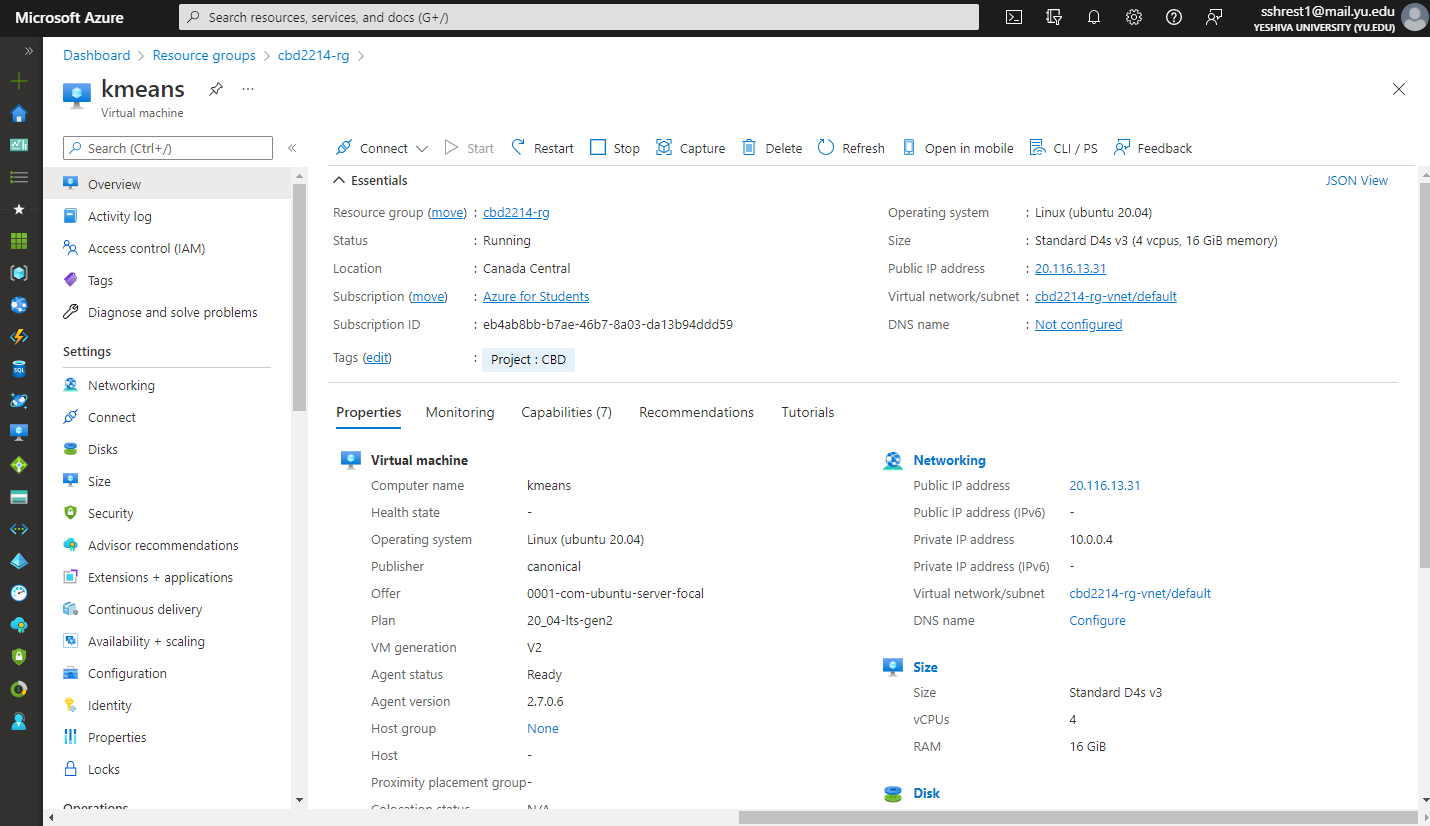 Microsoft Azure
Search resources, services, and docs (G+/)
sshrest1@mail.yu.edu
YESHIVA UNIVERSITY (YU.EDU)
Dashboard > Resource groups > cbd2214-rg >
kmeans
Virtual machine
Search (Ctrl+/)
Overview
Activity log
Access control (IAM)
Tags
Diagnose and solve problems
Settings
Networking
Connect
Disks
Size
Security
Advisor recommendations
Extensions + applications
Continuous delivery
Availability + scaling
Configuration
Identity
Properties
Locks
Operations
Connect Start Restart Stop Capture Delete Refresh Open in mobile CLI / PS Feedback
Essentials
JSON View
Resource group (move) : cbd2214-rg
Status : Running
Location : Canada Central
Subscription (move) : Azure for Students
Subscription ID : eb4ab8bb-b7ae-46b7-8a03-da13b94ddd59
Tags (edit) : Project : CBD
Operating system : Linux (ubuntu 20.04)
Size : Standard D4s v3 (4 vcpus, 16 GiB memory)
Public IP address : 20.116.13.31
Virtual network/subnet : cbd2214-rg-vnet/default
DNS name : Not configured
Properties Monitoring Capabilities (7) Recommendations Tutorials
Virtual machine
Computer name kmeans
Health state -
Operating system Linux (ubuntu 20.04)
Publisher canonical
Offer 0001-com-ubuntu-server-focal
Plan 20_04-lts-gen2
VM generation V2
Agent status Ready
Agent version 2.7.0.6
Host group None
Host -
Proximity placement group -
Colocation status N/A
Networking
Public IP address 20.116.13.31
Public IP address (IPv6) -
Private IP address 10.0.0.4
Private IP address (IPv6) -
Virtual network/subnet cbd2214-rg-vnet/default
DNS name Configure
Size
Size Standard D4s v3
vCPUs 4
RAM 16 GiB
Disk